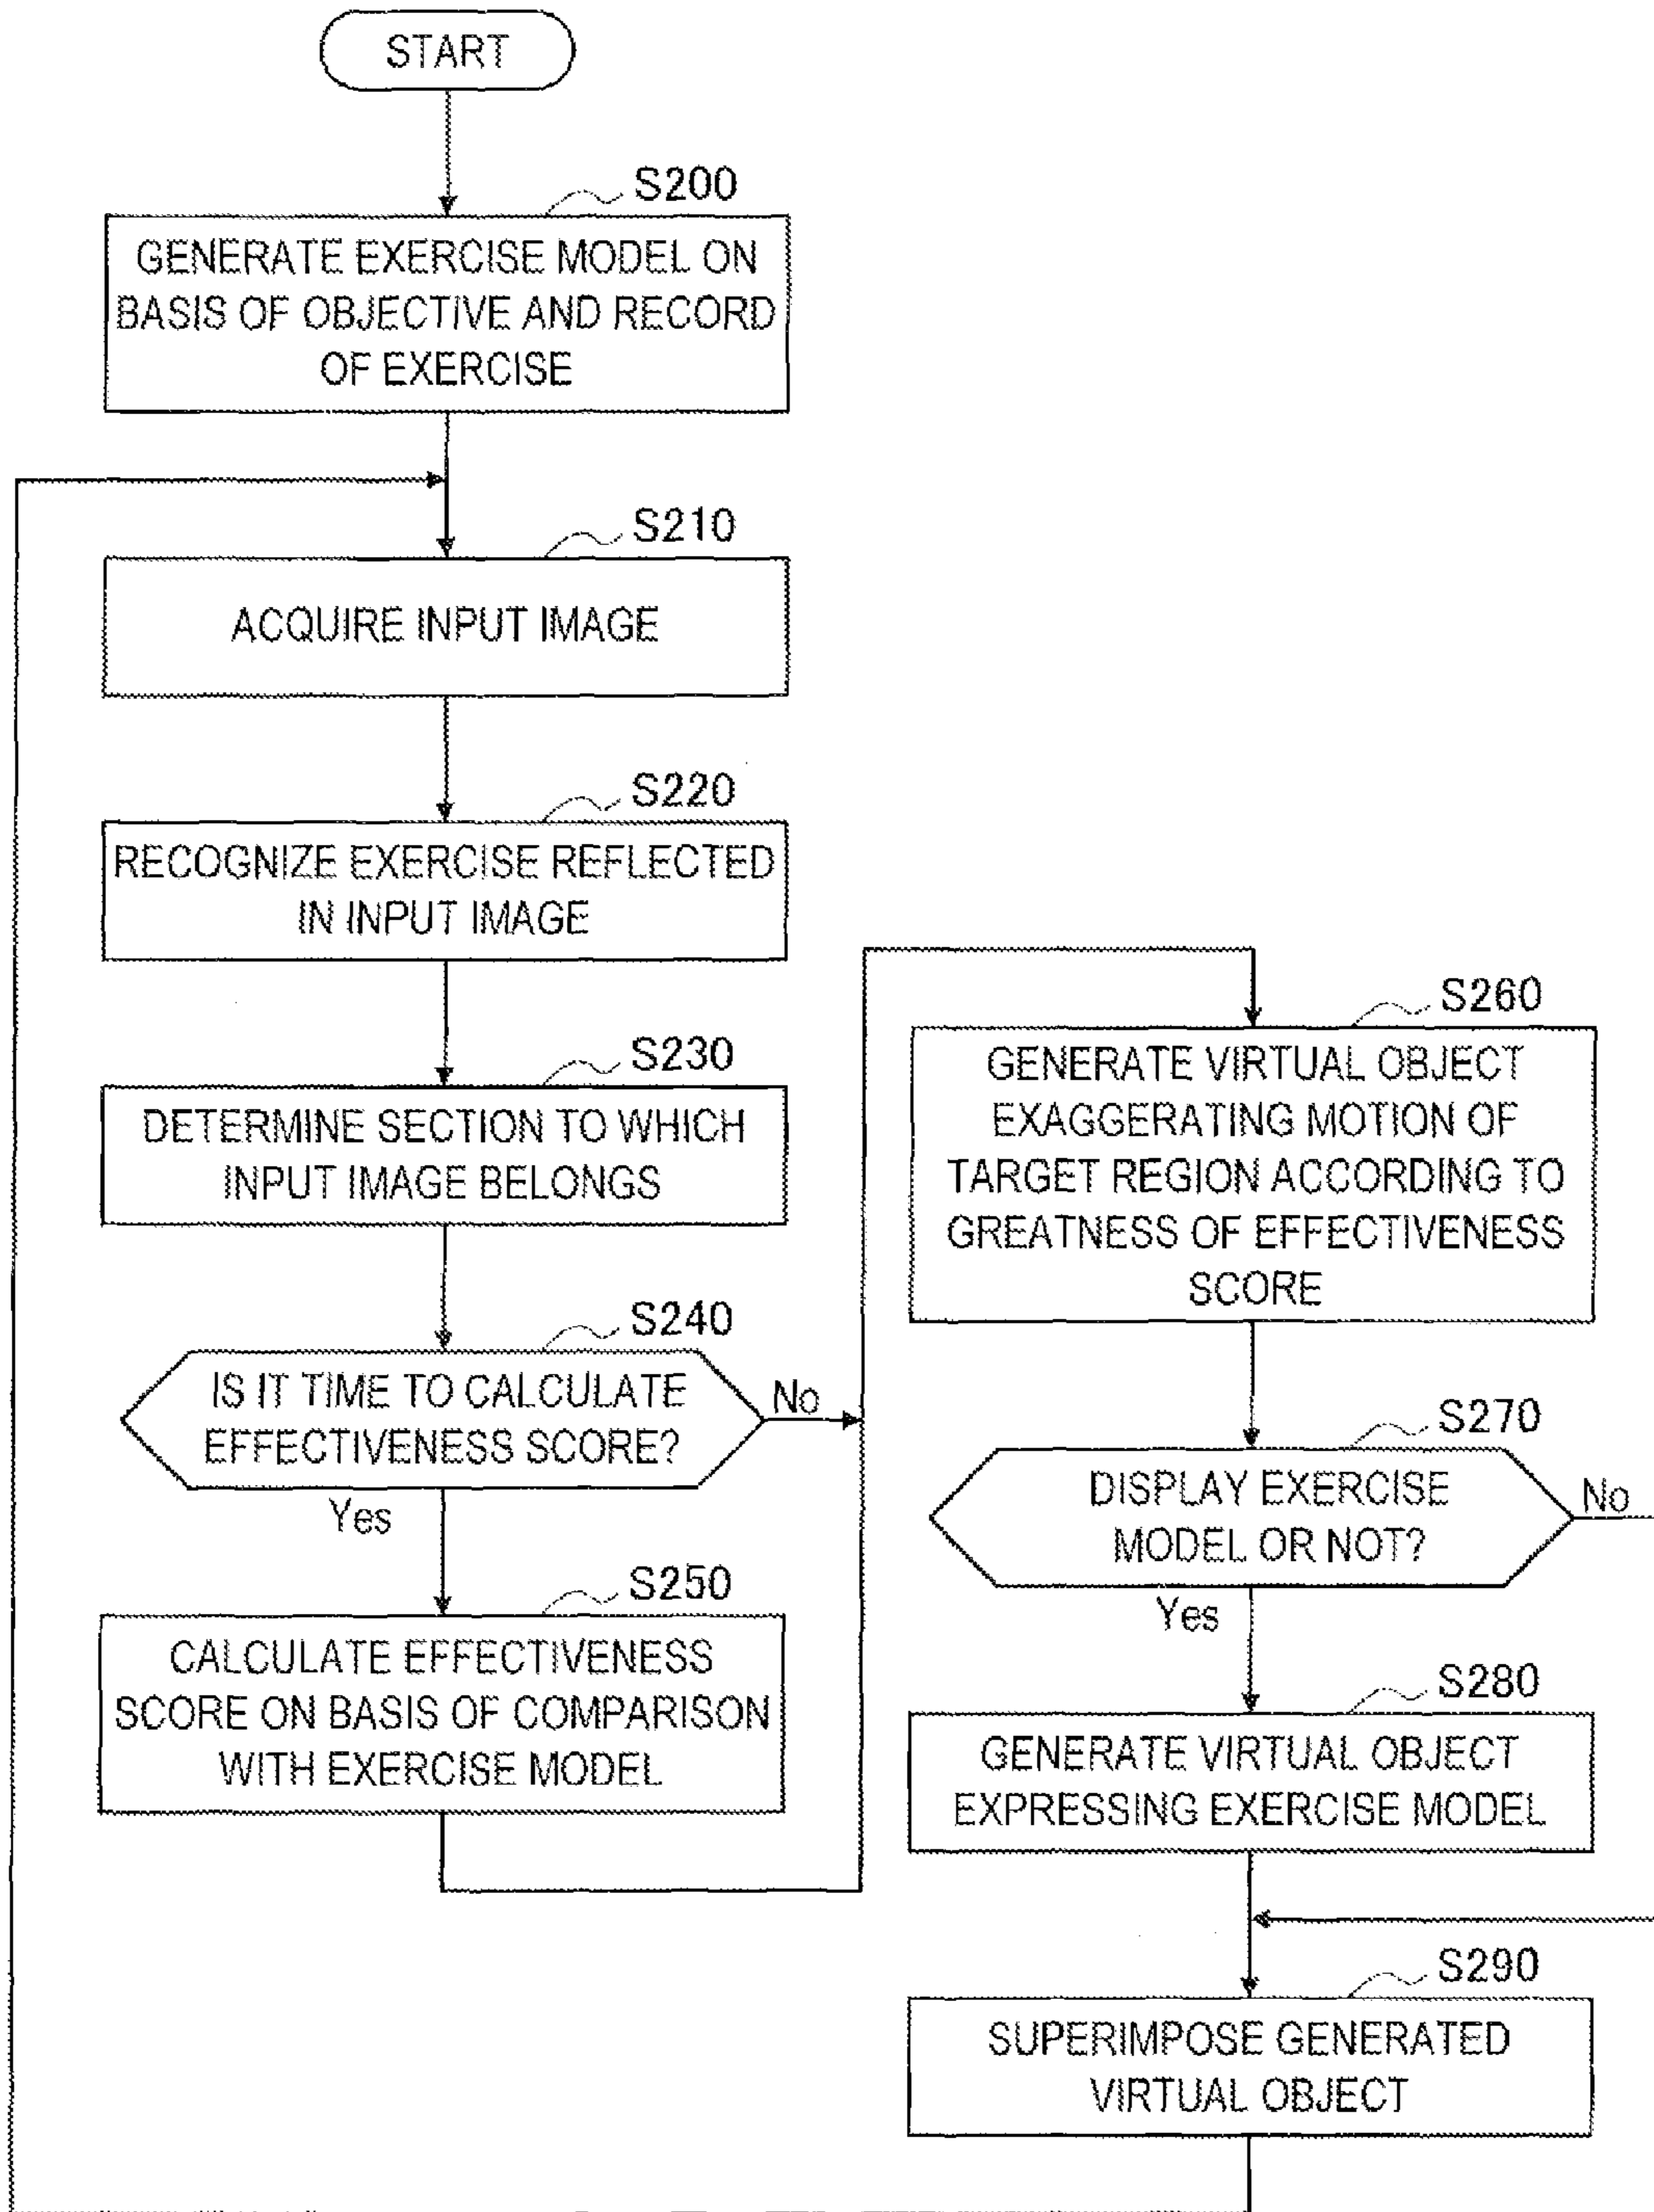 START
S200
GENERATE EXERCISE MODEL ON
BASIS OF OBJECTIVE AND RECORD
OF EXERCISE
S210
ACQUIRE INPUT IMAGE
S220
RECOGNIZE EXERCISE REFLECTED
IN INPUT IMAGE
S230
DETERMINE SECTION TO WHICH
INPUT IMAGE BELONGS
S240
IS IT TIME TO CALCULATE
EFFECTIVENESS SCORE?
No
Yes
S250
CALCULATE EFFECTIVENESS
SCORE ON BASIS OF COMPARISON
WITH EXERCISE MODEL
S260
GENERATE VIRTUAL OBJECT
EXAGGERATING MOTION OF
TARGET REGION ACCORDING TO
GREATNESS OF EFFECTIVENESS
SCORE
S270
DISPLAY EXERCISE
MODEL OR NOT?
No
Yes
S280
GENERATE VIRTUAL OBJECT
EXPRESSING EXERCISE MODEL
S290
SUPERIMPOSE GENERATED
VIRTUAL OBJECT